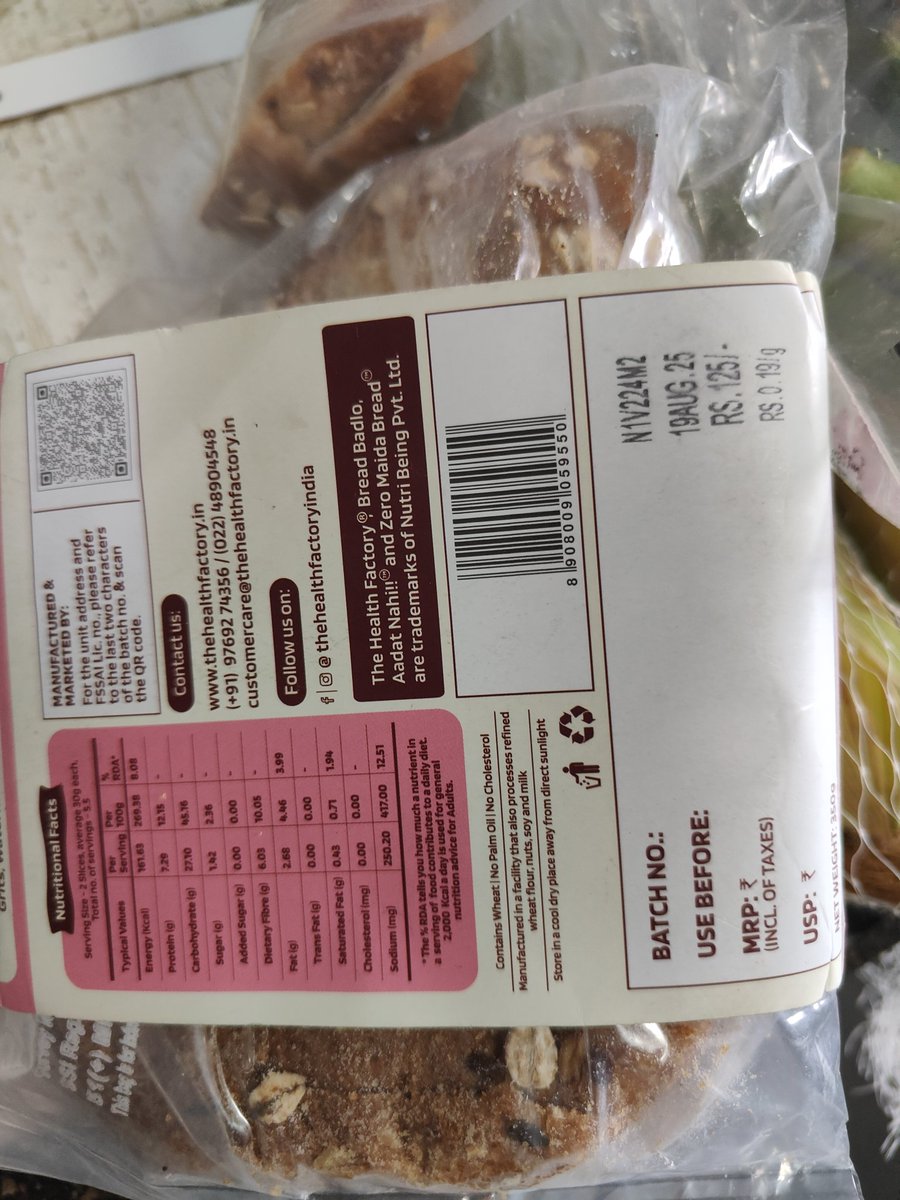 Nutritional Facts
Serving Size - 2 Slices, average 30g each.
Total no. of servings - 5.5
Typical Values Per Serving Per 100g % RDA*
Energy (Kcal) 161.63 269.38 8.08
Protein (g) 7.29 12.15 -
Carbohydrate (g) 27.10 45.16 -
Sugar (g) 1.42 2.36 -
Added Sugar (g) 0.00 0.00 -
Dietary Fibre (g) 6.03 10.05 -
Fat (g) 2.68 4.46 3.99
Trans Fat (g) 0.00 0.00 -
Saturated Fat (g) 0.43 0.71 1.94
Cholesterol (mg) 0.00 0.00 -
Sodium (mg) 250.20 417.00 12.51
*The % RDA tells you how much a nutrient in
a serving of food contributes to a daily diet.
2,000 Kcal a day is used for general
nutrition advice for Adults.
Contains Wheat | No Palm Oil | No Cholesterol
Manufactured in a facility that also processes refined
wheat flour, nuts, soy and milk
Store in a cool dry place away from direct sunlight
MANUFACTURED &
MARKETED BY:
For the unit address and
FSSAI Lic. no., please refer
to the last two characters
of the batch no. & scan
the QR code.
Contact us:
www.thehealthfactory.in
(+91) 97692 74356 / (022) 48904548
customercare@thehealthfactory.in
Follow us on:
@thehealthfactoryindia
The Health Factory® Bread Badlo,
Aadat Nahi!!™ and Zero Maida Bread™
are trademarks of Nutri Being Pvt. Ltd.
8 908009 059550
BATCH NO.: N1V224M2
USE BEFORE: 19AUG.25
MRP: ₹ RS.125/-
(INCL. OF TAXES)
USP: ₹ RS.0.19/g
NET WEIGHT: 350g